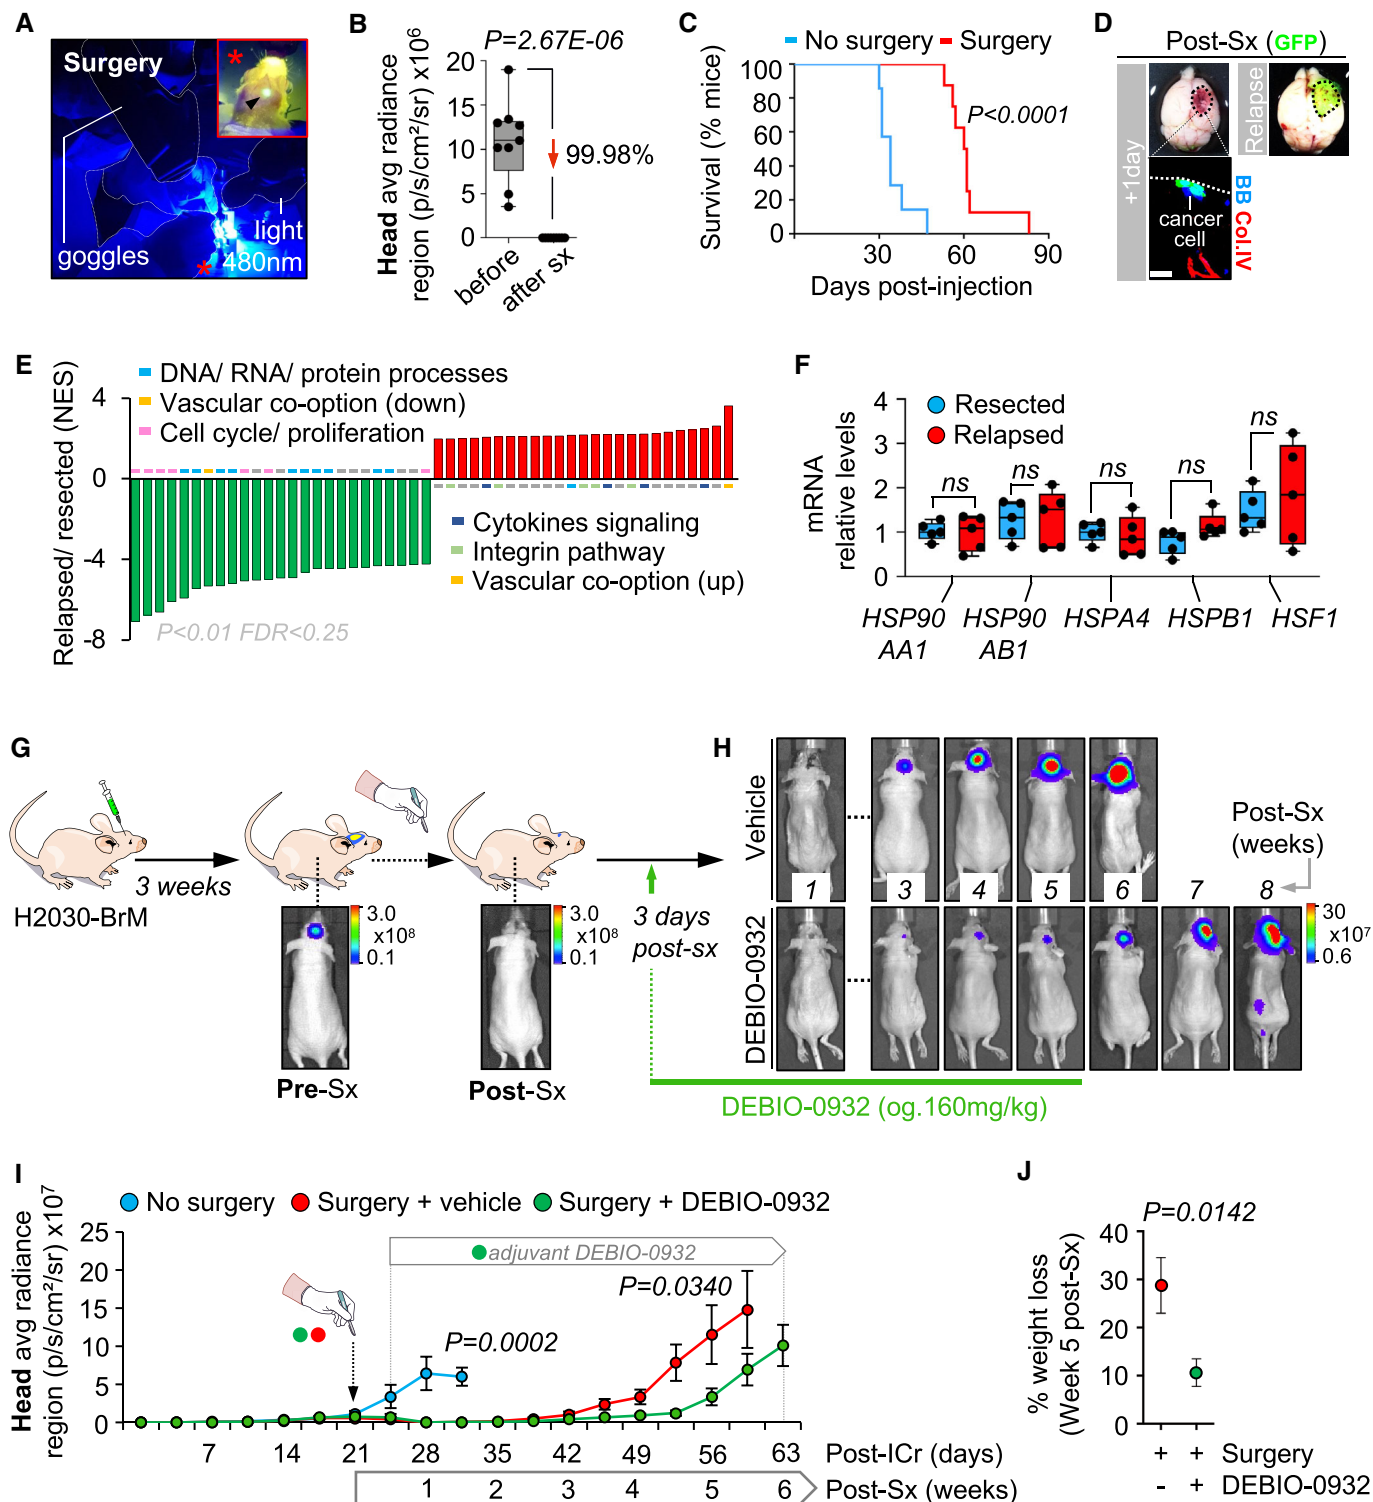 A
Surgery
*
goggles
light
480nm
*
B
P=2.67E-06
Head avg radiance
region (p/s/cm²/sr) x10⁶
20
15
10
5
0
99.98%
before
after sx
C
No surgery
Surgery
Survival (% mice)
100
80
60
40
20
0
P<0.0001
0
30
60
90
Days post-injection
D
Post-Sx (GFP)
+1day
Relapse
cancer
cell
BB Col.IV
E
Relapsed/ resected (NES)
4
0
-4
-8
DNA/ RNA/ protein processes
Vascular co-option (down)
Cell cycle/ proliferation
Cytokines signaling
Integrin pathway
Vascular co-option (up)
P<0.01 FDR<0.25
F
mRNA
relative levels
4
3
2
1
0
Resected
Relapsed
ns
ns
ns
ns
ns
HSP90
AA1
HSP90
AB1
HSPA4
HSPB1
HSF1
G
H2030-BrM
3 weeks
3.0
x10⁸
0.1
Pre-Sx
3.0
x10⁸
0.1
Post-Sx
3 days
post-sx
DEBIO-0932 (og.160mg/kg)
H
Vehicle
DEBIO-0932
1
3
4
5
6
7
8
Post-Sx
(weeks)
30
x10⁷
0.6
I
No surgery
Surgery + vehicle
Surgery + DEBIO-0932
Head avg radiance
region (p/s/cm²/sr) x10⁷
25
20
15
10
5
0
adjuvant DEBIO-0932
P=0.0340
P=0.0002
7
14
21
28
35
42
49
56
63
Post-ICr (days)
1
2
3
4
5
6
Post-Sx (weeks)
J
P=0.0142
% weight loss
(Week 5 post-Sx)
40
30
20
10
0
+ + Surgery
- + DEBIO-0932